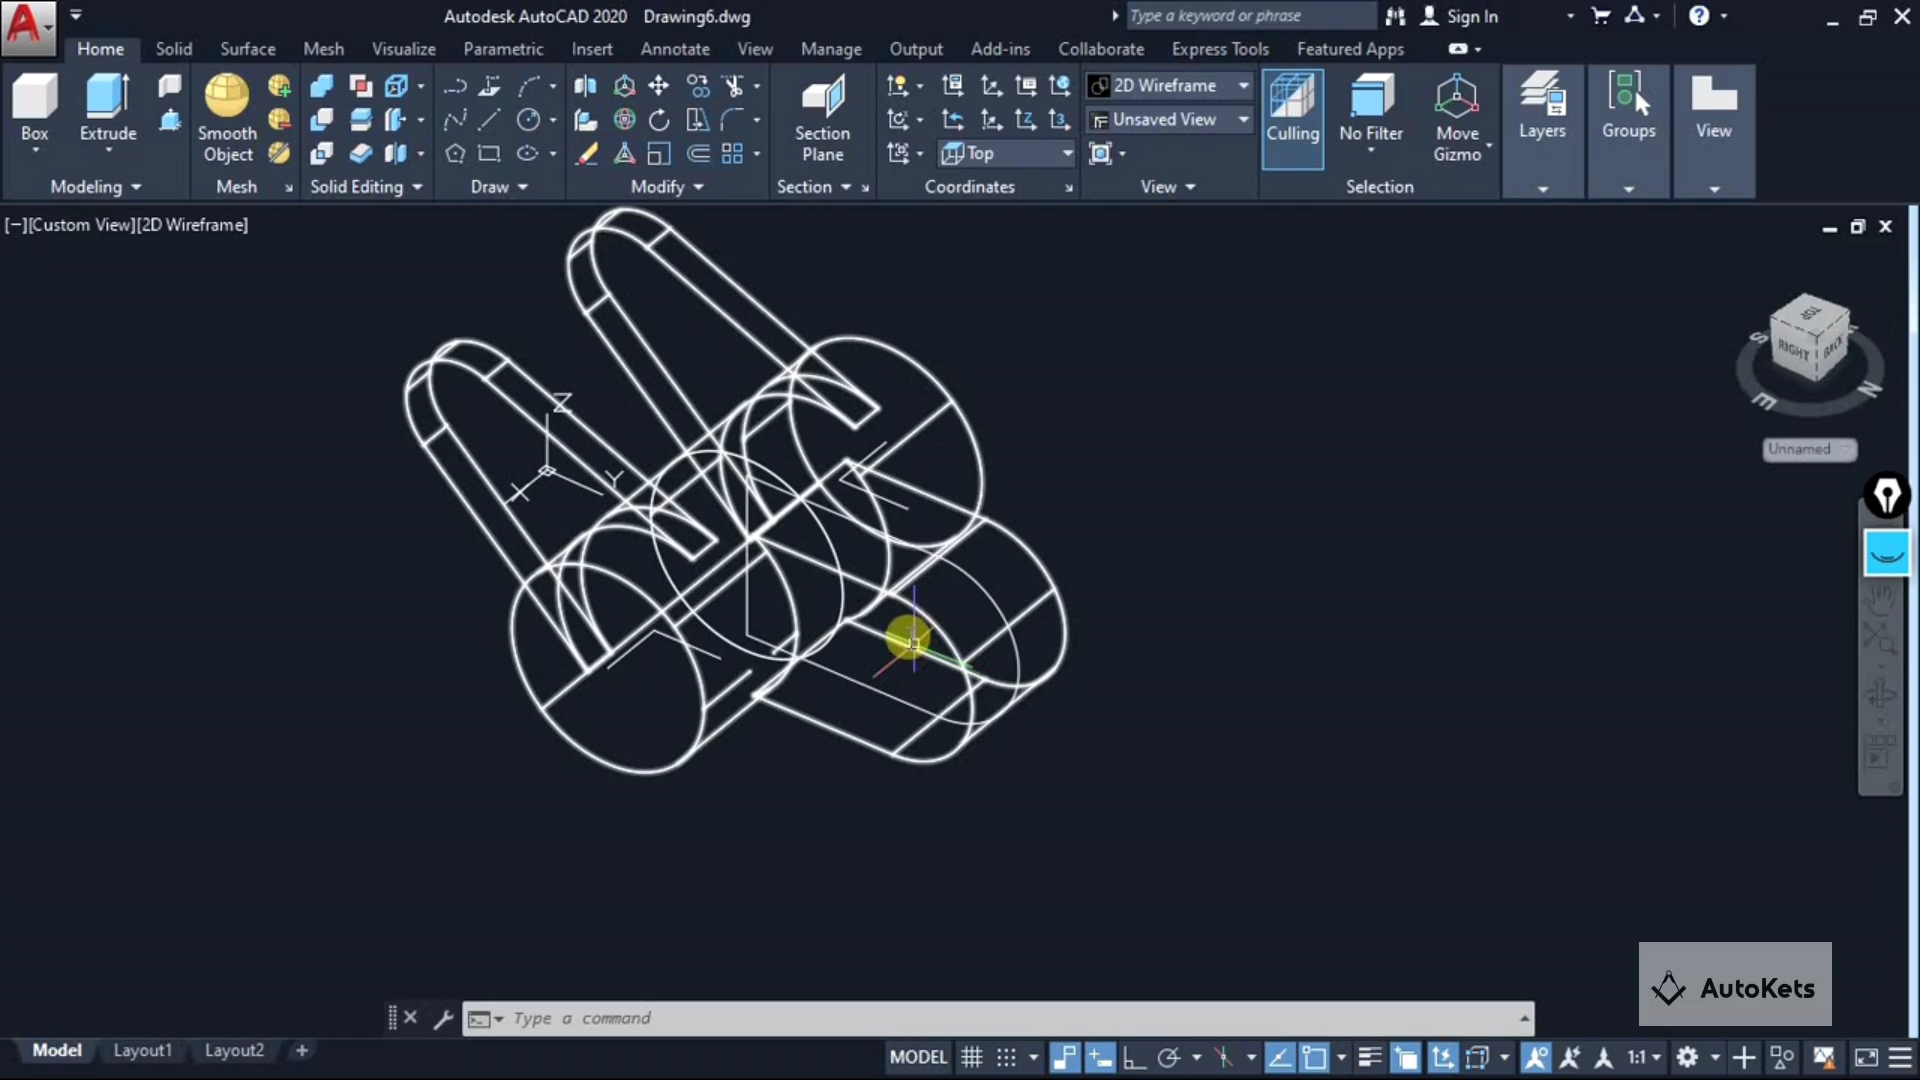 Autodesk AutoCAD 2020 Drawing6.dwg
Type a keyword or phrase
Sign In
Home Solid Surface Mesh Visualize Parametric Insert Annotate View Manage Output Add-ins Collaborate Express Tools Featured Apps
Box
Extrude
Smooth
Object
Section
Plane
2D Wireframe
Unsaved View
Top
Culling
No Filter
Move
Gizmo
Layers
Groups
View
Modeling
Mesh
Solid Editing
Draw
Modify
Section
Coordinates
View
Selection
[−][Custom View][2D Wireframe]
Z
Y
X
TOP
RIGHT
BACK
S
N
E
Unnamed
AutoKets
Type a command
Model Layout1 Layout2 +
MODEL
1:1